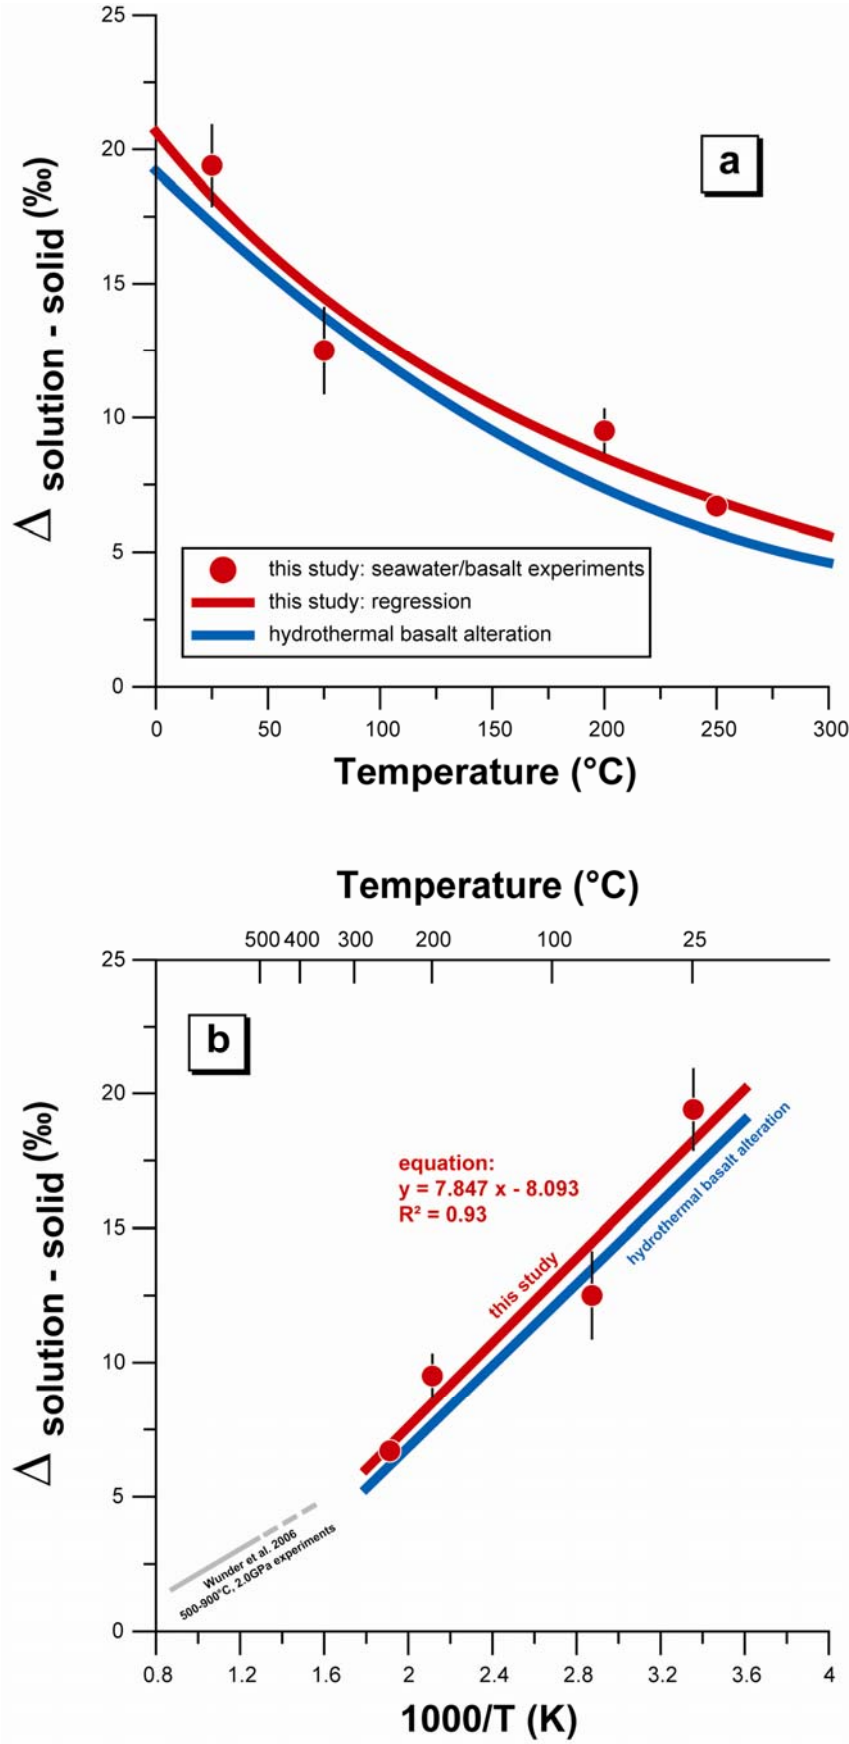 25
20
15
10
5
0
Δ solution - solid (‰)
a
this study: seawater/basalt experiments
this study: regression
hydrothermal basalt alteration
0 50 100 150 200 250 300
Temperature (°C)
Temperature (°C)
500 400 300 200 100 25
25
20
15
10
5
0
Δ solution - solid (‰)
b
equation:
y = 7.847 x - 8.093
R² = 0.93
this study
hydrothermal basalt alteration
Wunder et al. 2006
500-900°C, 2.0GPa experiments
0.8 1.2 1.6 2 2.4 2.8 3.2 3.6 4
1000/T (K)